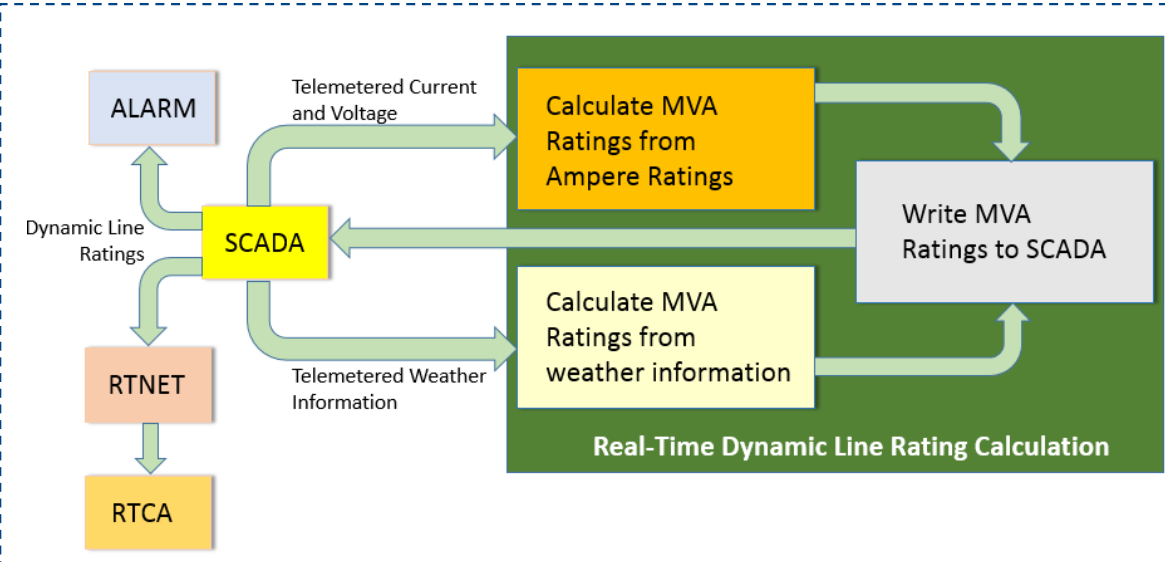 ALARM
Telemetered Current
and Voltage
Calculate MVA
Ratings from
Ampere Ratings
Dynamic Line
Ratings
SCADA
Write MVA
Ratings to SCADA
Calculate MVA
Ratings from
weather information
RTNET
Telemetered Weather
Information
Real-Time Dynamic Line Rating Calculation
RTCA